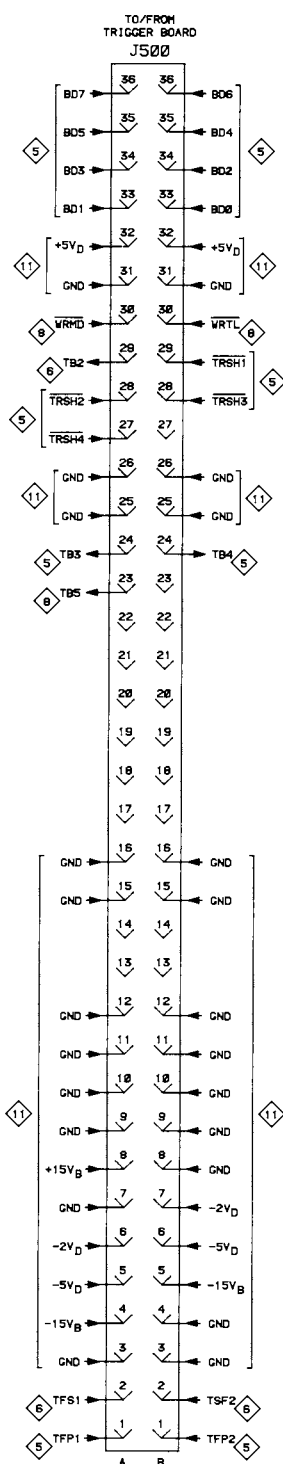 TO/FROM
TRIGGER BOARD
J500
BD7 36 36 BD6
BD5 35 35 BD4
5 5
BD3 34 34 BD2
BD1 33 33 BD0
+5VD 32 32 +5VD
11 11
GND 31 31 GND
8 WRMD 30 30 WRTL 8
6 TB2 29 29 TRSH1
5
5 TRSH2 28 28 TRSH3
TRSH4 27 27
GND 26 26 GND
11 11
GND 25 25 GND
5 TB3 24 24 TB4 5
8 TB5 23 23
22 22
21 21
20 20
19 19
18 18
17 17
GND 16 16 GND
GND 15 15 GND
14 14
13 13
GND 12 12 GND
GND 11 11 GND
GND 10 10 GND
11 11
GND 9 9 GND
+15VB 8 8 GND
GND 7 7 -2VD
-2VD 6 6 -5VD
-5VD 5 5 -15VB
-15VB 4 4 GND
GND 3 3 GND
6 TFS1 2 2 TSF2 6
5 TFP1 1 1 TFP2 5
A B